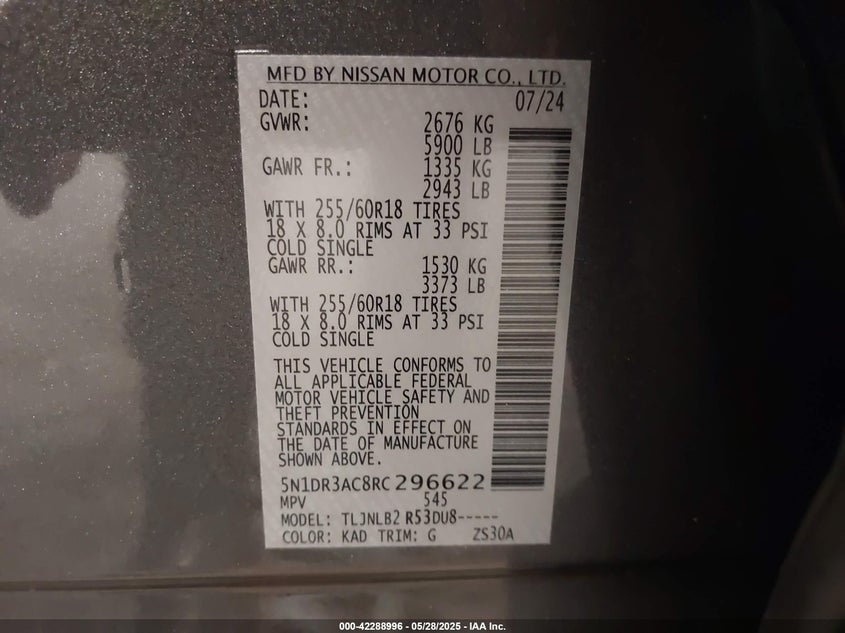 MFD BY NISSAN MOTOR CO., LTD.
DATE: 07/24
GVWR: 2676 KG
5900 LB
GAWR FR.: 1335 KG
2943 LB
WITH 255/60R18 TIRES
18 X 8.0 RIMS AT 33 PSI
COLD SINGLE
GAWR RR.: 1530 KG
3373 LB
WITH 255/60R18 TIRES
18 X 8.0 RIMS AT 33 PSI
COLD SINGLE
THIS VEHICLE CONFORMS TO
ALL APPLICABLE FEDERAL
MOTOR VEHICLE SAFETY AND
THEFT PREVENTION
STANDARDS IN EFFECT ON
THE DATE OF MANUFACTURE
SHOWN ABOVE.
5N1DR3AC8RC296622
MPV 545
MODEL: TLJNLB2 R53DU8-----
COLOR: KAD TRIM: G ZS30A
000-42288996 - 05/28/2025 - IAA Inc.